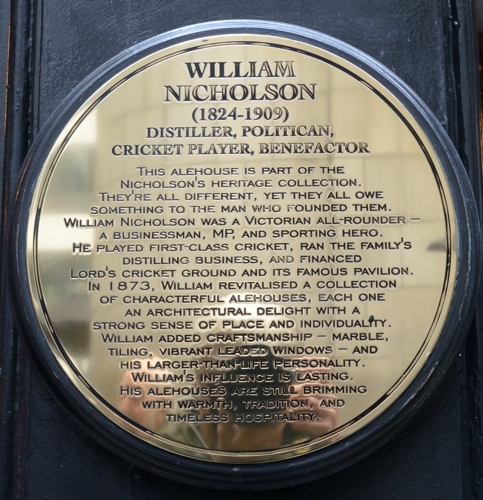 WILLIAM
NICHOLSON
(1824-1909)
DISTILLER, POLITICAN,
CRICKET PLAYER, BENEFACTOR
THIS ALEHOUSE IS PART OF THE
NICHOLSON'S HERITAGE COLLECTION.
THEY'RE ALL DIFFERENT, YET THEY ALL OWE
SOMETHING TO THE MAN WHO FOUNDED THEM.
WILLIAM NICHOLSON WAS A VICTORIAN ALL-ROUNDER –
A BUSINESSMAN, MP, AND SPORTING HERO.
HE PLAYED FIRST-CLASS CRICKET, RAN THE FAMILY'S
DISTILLING BUSINESS, AND FINANCED
LORD'S CRICKET GROUND AND ITS FAMOUS PAVILION.
IN 1873, WILLIAM REVITALISED A COLLECTION
OF CHARACTERFUL ALEHOUSES, EACH ONE
AN ARCHITECTURAL DELIGHT WITH A
STRONG SENSE OF PLACE AND INDIVIDUALITY.
WILLIAM ADDED CRAFTSMANSHIP – MARBLE,
TILING, VIBRANT LEADED WINDOWS – AND
HIS LARGER-THAN-LIFE PERSONALITY.
WILLIAM'S INFLUENCE IS LASTING.
HIS ALEHOUSES ARE STILL BRIMMING
WITH WARMTH, TRADITION, AND
TIMELESS HOSPITALITY.